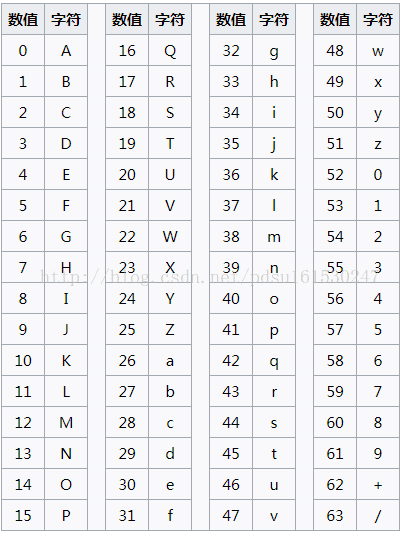 数值 字符 数值 字符 数值 字符 数值 字符
0 A 16 Q 32 g 48 w
1 B 17 R 33 h 49 x
2 C 18 S 34 i 50 y
3 D 19 T 35 j 51 z
4 E 20 U 36 k 52 0
5 F 21 V 37 l 53 1
6 G 22 W 38 m 54 2
7 H 23 X 39 n 55 3
http://blog.csdn.net/pdsu161530247
8 I 24 Y 40 o 56 4
9 J 25 Z 41 p 57 5
10 K 26 a 42 q 58 6
11 L 27 b 43 r 59 7
12 M 28 c 44 s 60 8
13 N 29 d 45 t 61 9
14 O 30 e 46 u 62 +
15 P 31 f 47 v 63 /